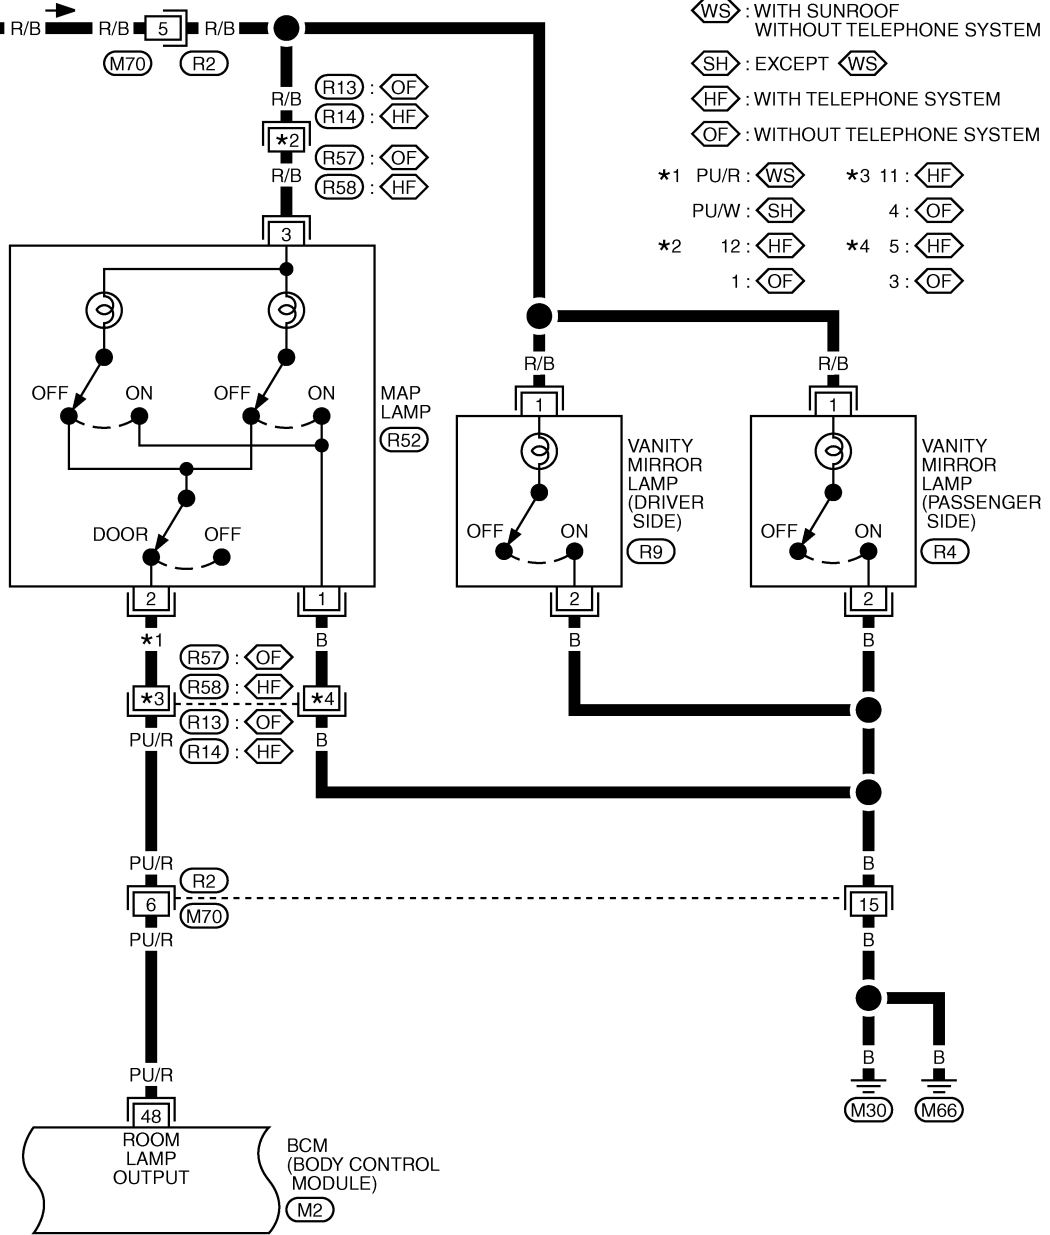 R/B R/B 5 R/B
M70 R2
WS : WITH SUNROOF
WITHOUT TELEPHONE SYSTEM
SH : EXCEPT WS
HF : WITH TELEPHONE SYSTEM
OF : WITHOUT TELEPHONE SYSTEM
*1 PU/R : WS
PU/W : SH
*2 12 : HF
1 : OF
*3 11 : HF
4 : OF
*4 5 : HF
3 : OF
R/B
R13 : OF
R14 : HF
*2
R57 : OF
R58 : HF
R/B
3
OFF ON OFF ON
MAP
LAMP
R52
DOOR OFF
2 1
R/B
1
OFF ON
VANITY
MIRROR
LAMP
(DRIVER
SIDE)
R9
2
R/B
1
OFF ON
VANITY
MIRROR
LAMP
(PASSENGER
SIDE)
R4
2
*1 B B B
R57 : OF
R58 : HF
*3 *4
R13 : OF
R14 : HF
PU/R B
PU/R B
R2
6 15
M70
PU/R B
B B
M30 M66
PU/R
48
ROOM
LAMP
OUTPUT
BCM
(BODY CONTROL
MODULE)
M2